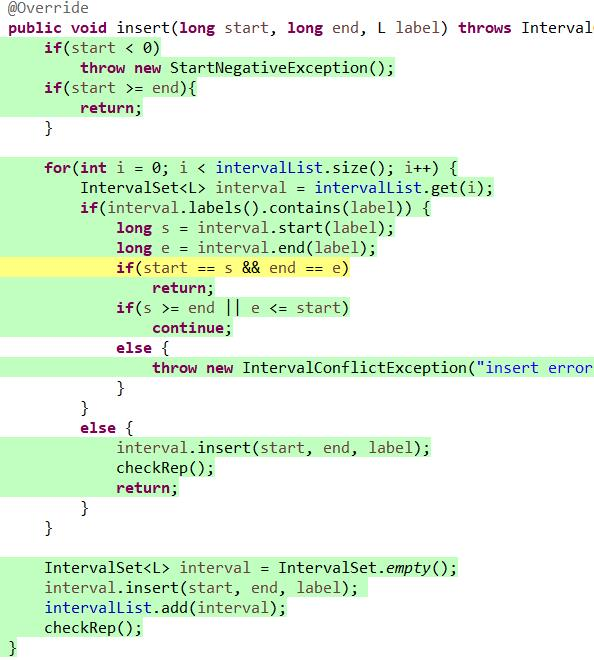 @Override
public void insert(long start, long end, L label) throws Interval
    if(start < 0)
        throw new StartNegativeException();
    if(start >= end){
        return;
    }
    for(int i = 0; i < intervalList.size(); i++) {
        IntervalSet<L> interval = intervalList.get(i);
        if(interval.labels().contains(label)) {
            long s = interval.start(label);
            long e = interval.end(label);
            if(start == s && end == e)
                return;
            if(s >= end || e <= start)
                continue;
            else {
                throw new IntervalConflictException("insert error
            }
        }
        else {
            interval.insert(start, end, label);
            checkRep();
            return;
        }
    }
    IntervalSet<L> interval = IntervalSet.empty();
    interval.insert(start, end, label);
    intervalList.add(interval);
    checkRep();
}